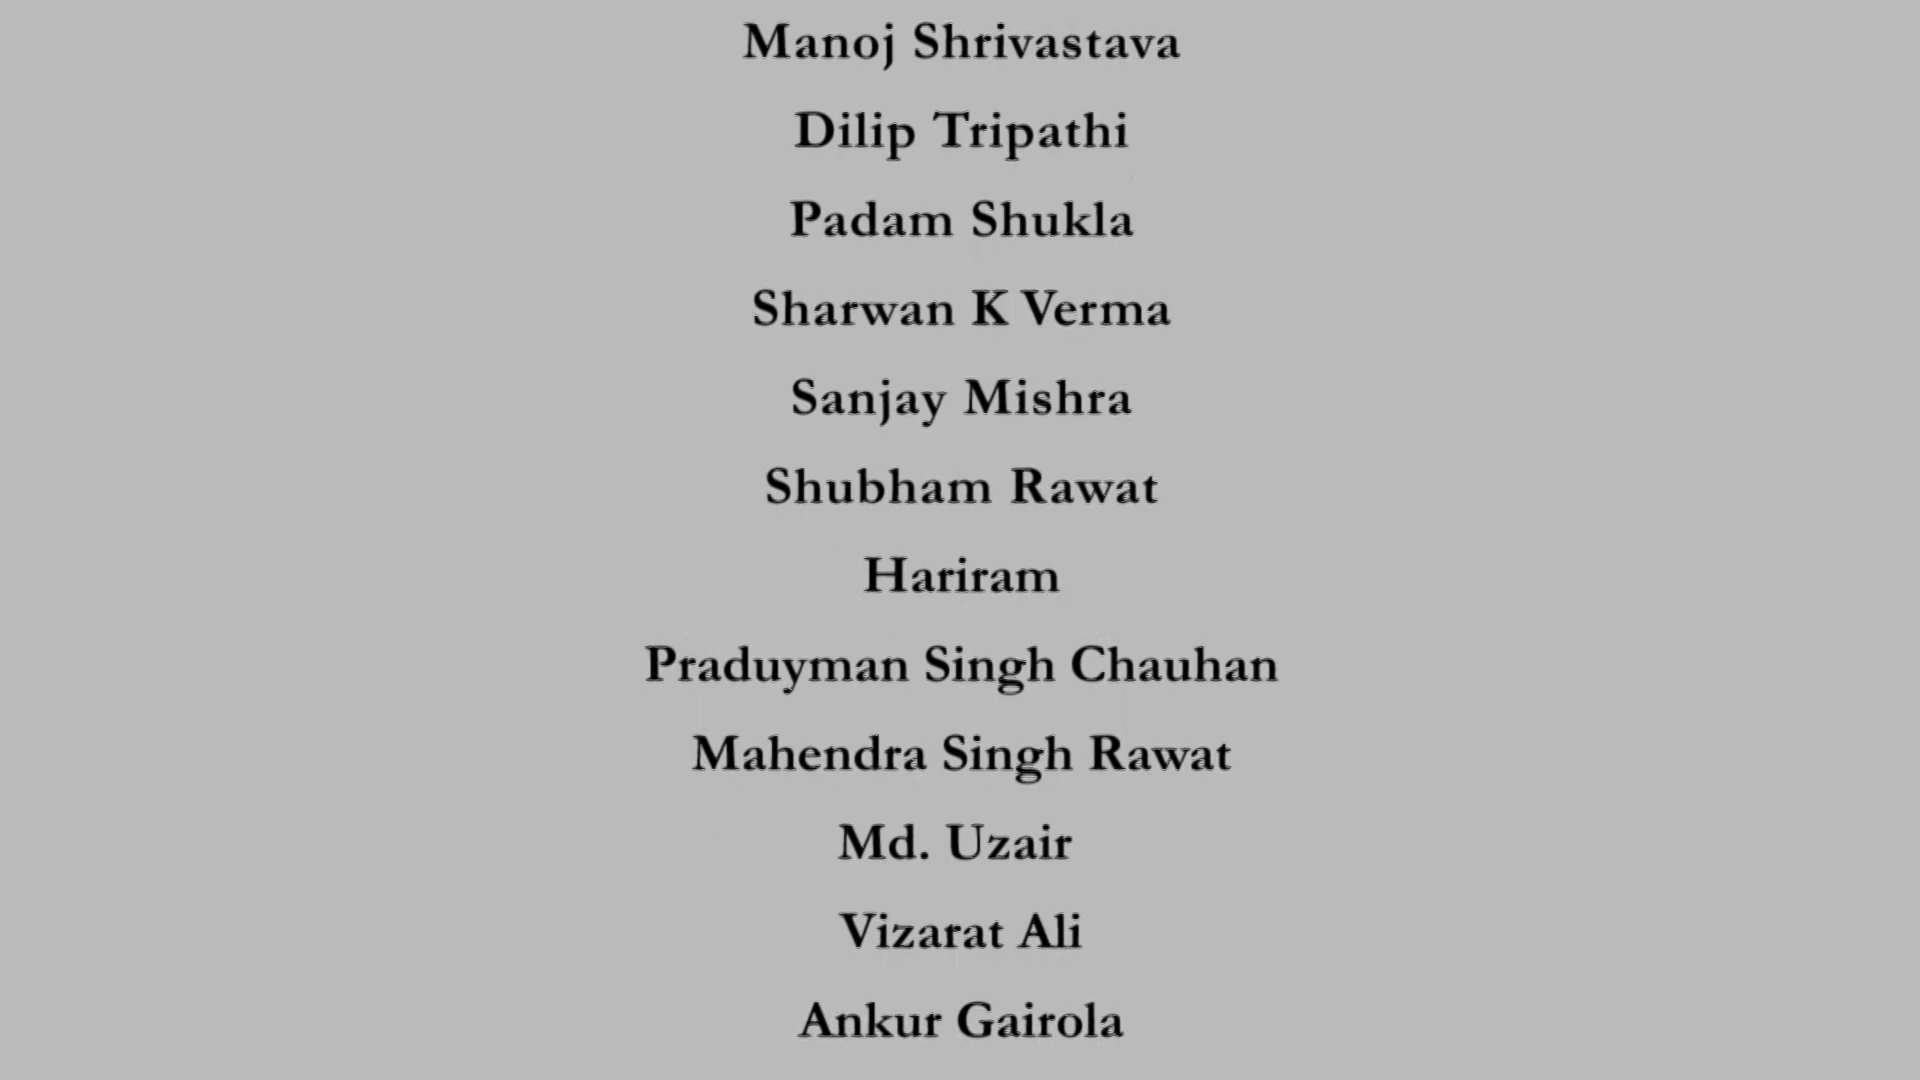 Manoj Shrivastava
Dilip Tripathi
Padam Shukla
Sharwan K Verma
Sanjay Mishra
Shubham Rawat
Hariram
Praduyman Singh Chauhan
Mahendra Singh Rawat
Md. Uzair
Vizarat Ali
Ankur Gairola